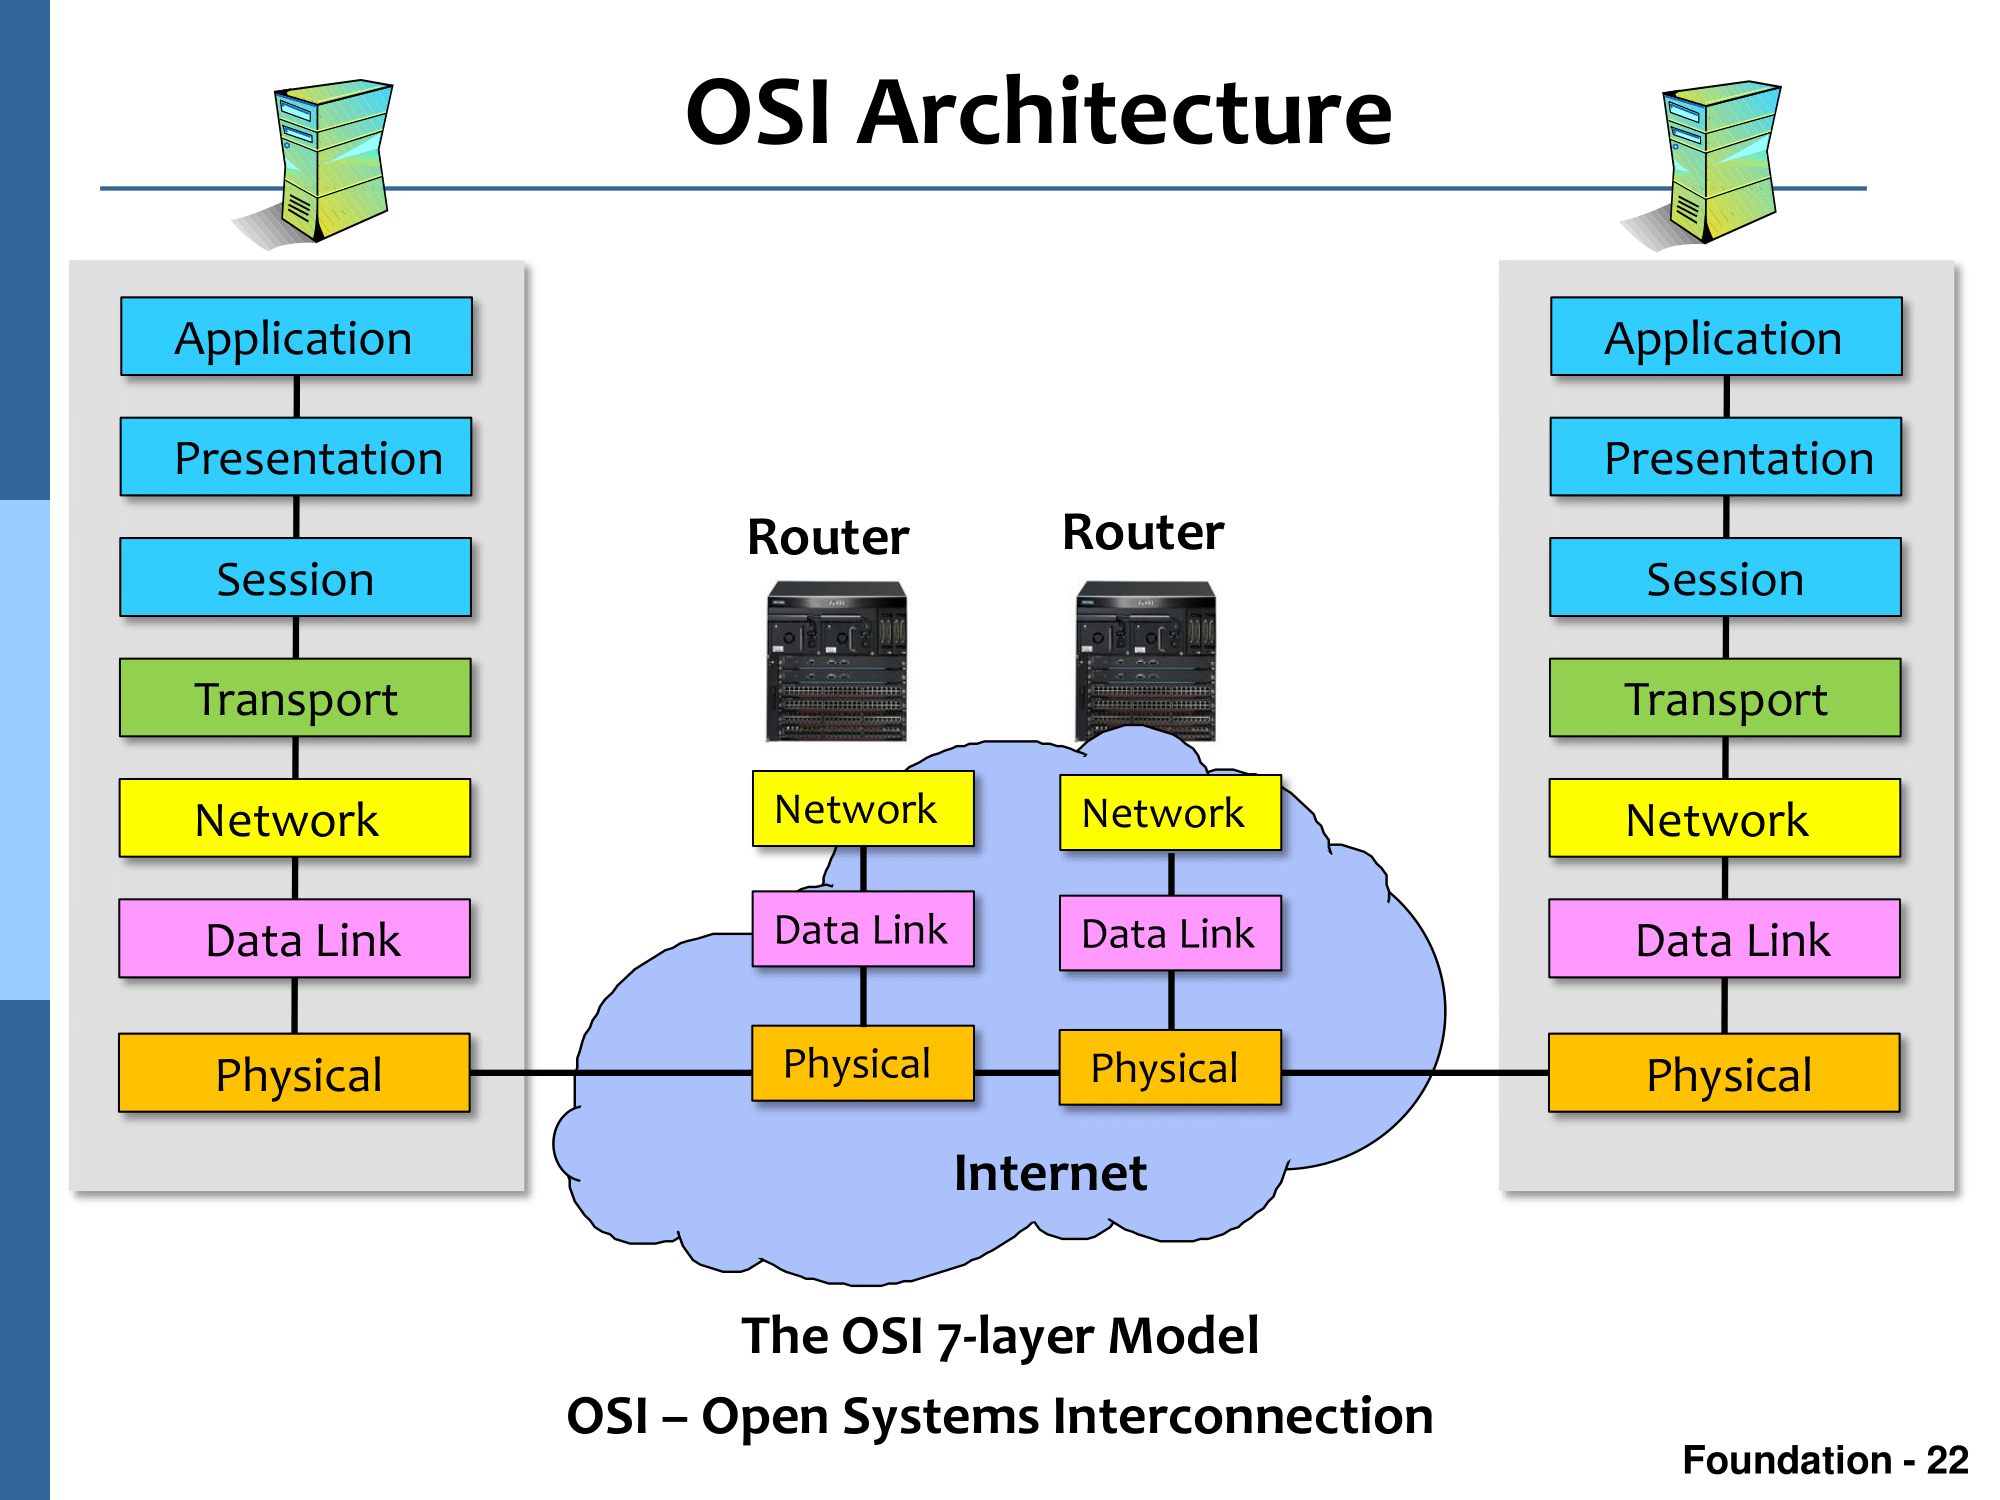 OSI Architecture
Application
Presentation
Session
Transport
Network
Data Link
Physical
Router
Network
Data Link
Physical
Router
Network
Data Link
Physical
Internet
Application
Presentation
Session
Transport
Network
Data Link
Physical
The OSI 7-layer Model
OSI – Open Systems Interconnection
Foundation - 22